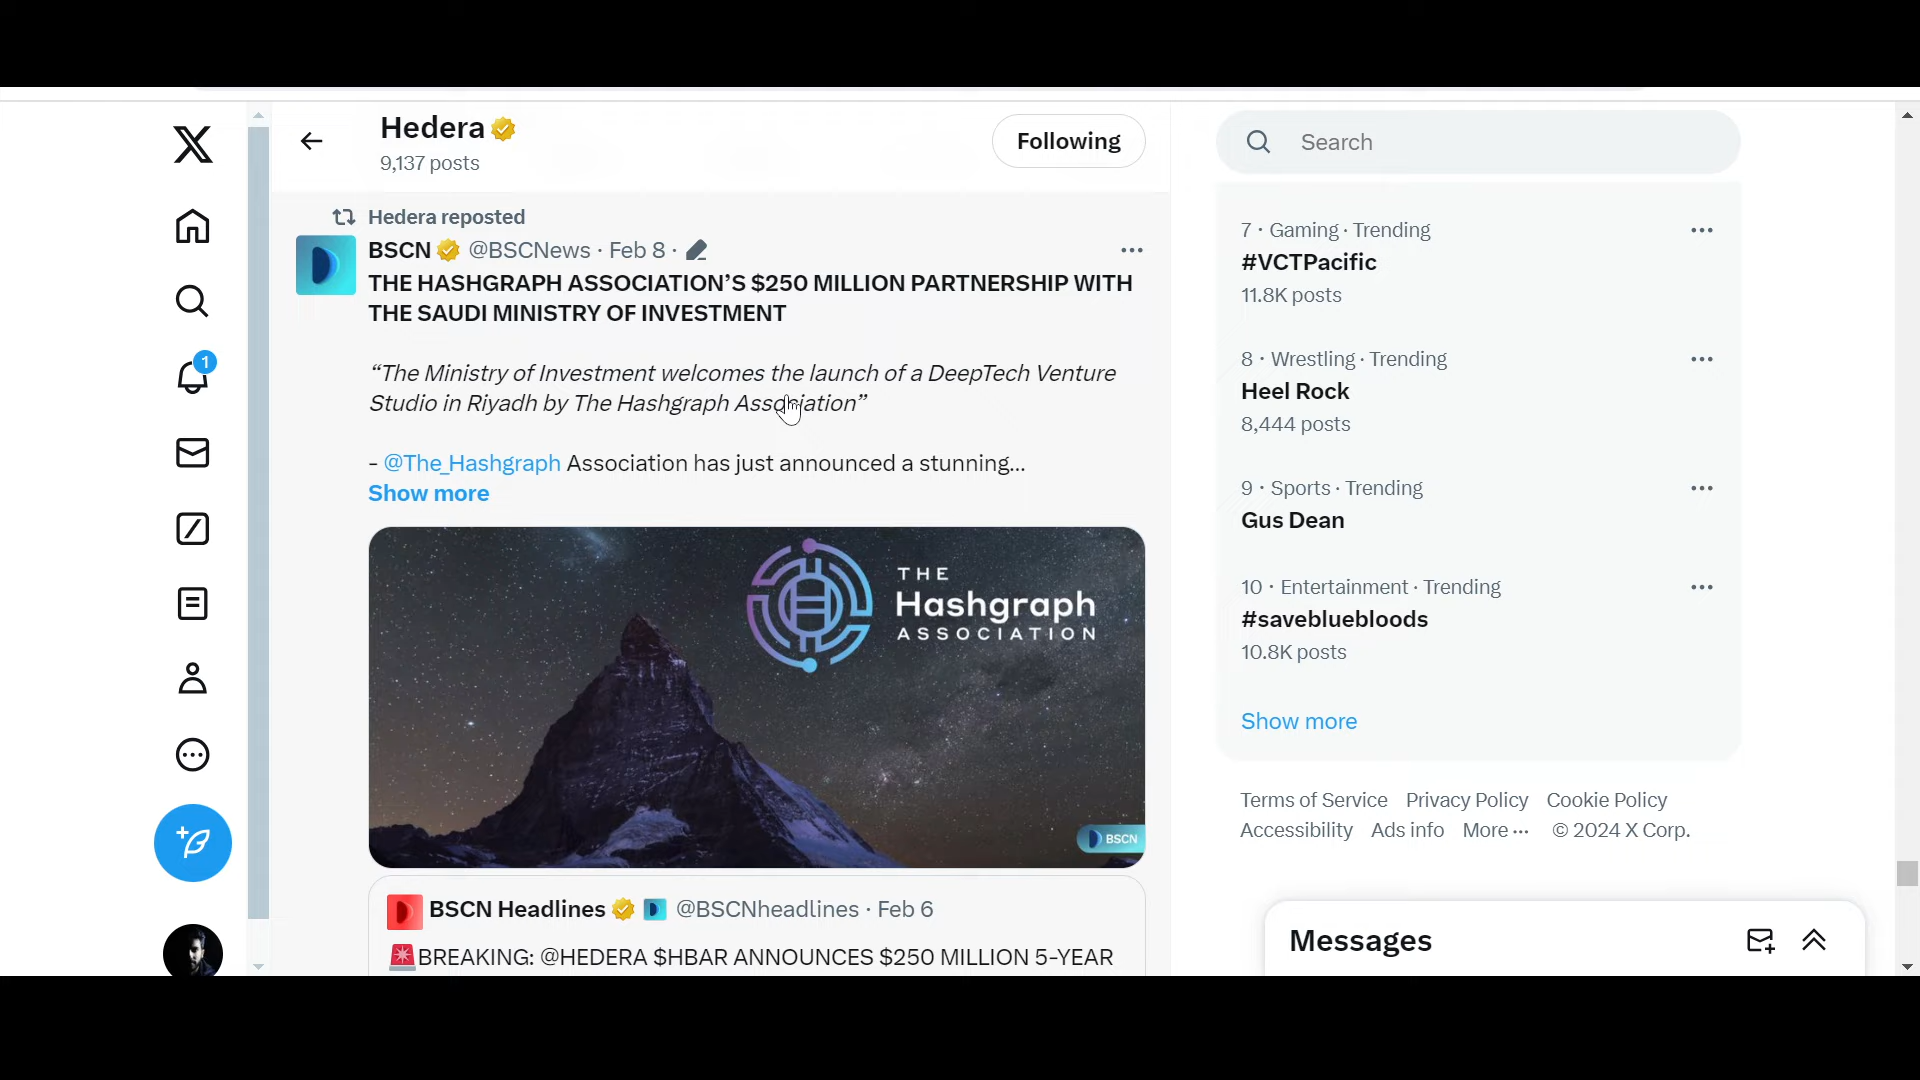 Hedera
9,137 posts
Following
Hedera reposted
BSCN @BSCNews · Feb 8 ·
THE HASHGRAPH ASSOCIATION’S $250 MILLION PARTNERSHIP WITH
THE SAUDI MINISTRY OF INVESTMENT
“The Ministry of Investment welcomes the launch of a DeepTech Venture
Studio in Riyadh by The Hashgraph Association”
- @The_Hashgraph Association has just announced a stunning...
Show more
THE
Hashgraph
ASSOCIATION
BSCN
BSCN Headlines @BSCNheadlines · Feb 6
BREAKING: @HEDERA $HBAR ANNOUNCES $250 MILLION 5-YEAR
1
Search
7 · Gaming · Trending
#VCTPacific
11.8K posts
8 · Wrestling · Trending
Heel Rock
8,444 posts
9 · Sports · Trending
Gus Dean
10 · Entertainment · Trending
#savebluebloods
10.8K posts
Show more
Terms of Service Privacy Policy Cookie Policy
Accessibility Ads info More ··· © 2024 X Corp.
Messages